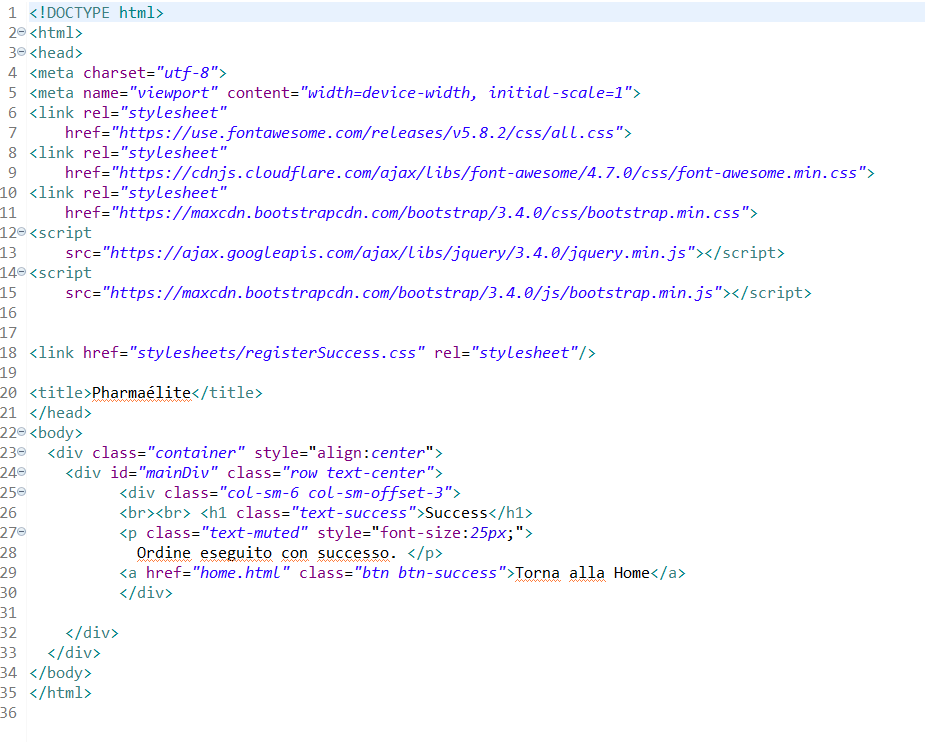 1 <!DOCTYPE html>
2 <html>
3 <head>
4 <meta charset="utf-8">
5 <meta name="viewport" content="width=device-width, initial-scale=1">
6 <link rel="stylesheet"
7     href="https://use.fontawesome.com/releases/v5.8.2/css/all.css">
8 <link rel="stylesheet"
9     href="https://cdnjs.cloudflare.com/ajax/libs/font-awesome/4.7.0/css/font-awesome.min.css">
10 <link rel="stylesheet"
11     href="https://maxcdn.bootstrapcdn.com/bootstrap/3.4.0/css/bootstrap.min.css">
12 <script
13     src="https://ajax.googleapis.com/ajax/libs/jquery/3.4.0/jquery.min.js"></script>
14 <script
15     src="https://maxcdn.bootstrapcdn.com/bootstrap/3.4.0/js/bootstrap.min.js"></script>
16
17
18 <link href="stylesheets/registerSuccess.css" rel="stylesheet"/>
19
20 <title>Pharmaélite</title>
21 </head>
22 <body>
23   <div class="container" style="align:center">
24     <div id="mainDiv" class="row text-center">
25           <div class="col-sm-6 col-sm-offset-3">
26           <br><br> <h1 class="text-success">Success</h1>
27           <p class="text-muted" style="font-size:25px;">
28             Ordine eseguito con successo. </p>
29           <a href="home.html" class="btn btn-success">Torna alla Home</a>
30           </div>
31
32     </div>
33   </div>
34 </body>
35 </html>
36